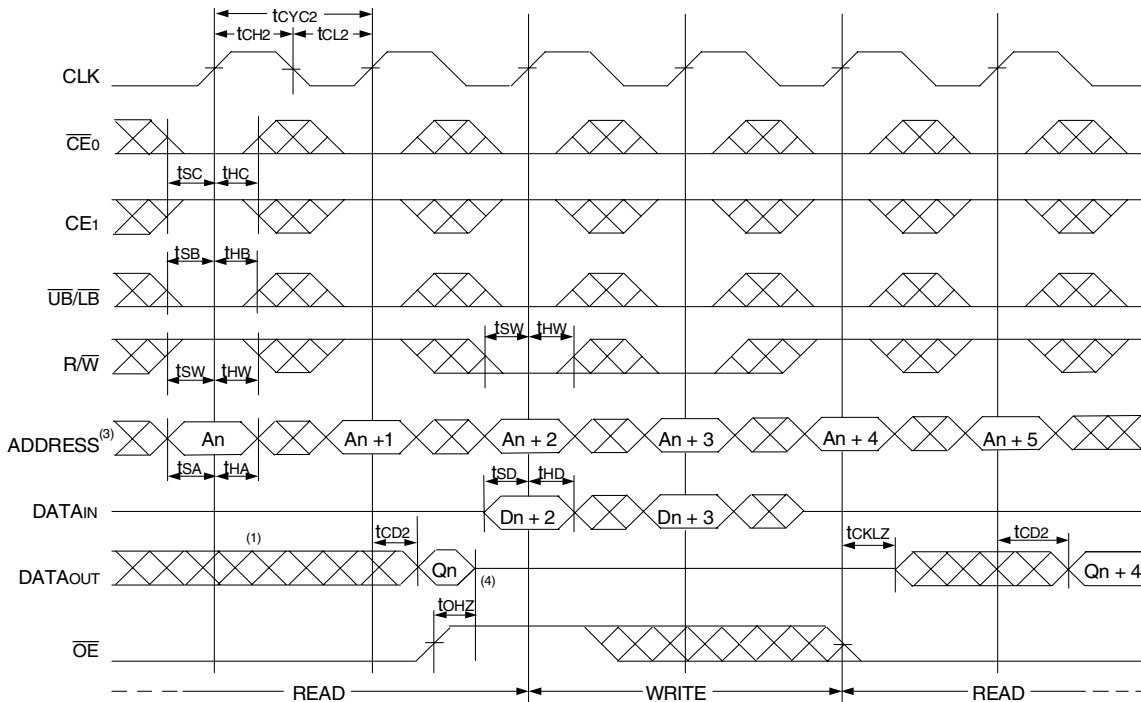 tCYC2
tCH2 tCL2
CLK
CE0
tSC tHC
CE1
tSB tHB
UB/LB
tSW tHW
R/W
tSW tHW
ADDRESS(3) An An +1 An + 2 An + 3 An + 4 An + 5
tSA tHA tSD tHD
DATAIN Dn + 2 Dn + 3
(1) tCD2 tCKLZ tCD2
DATAOUT Qn (4) Qn + 4
tOHZ
OE
READ WRITE READ